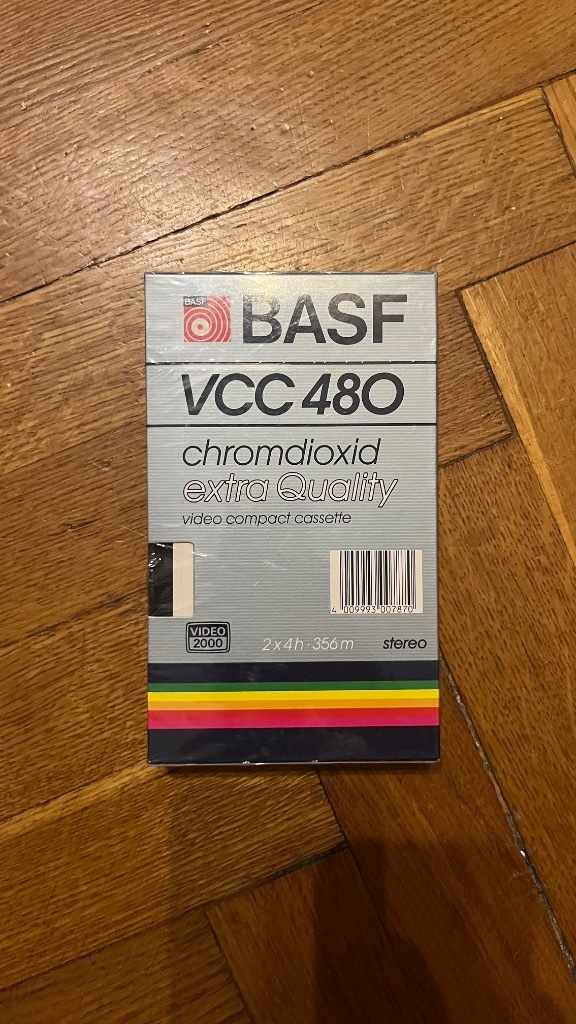 BASF
BASF
VCC 480
chromdioxid
extra Quality
video compact cassette
4 009993 007870
VIDEO
2000
2x4h·356m
stereo